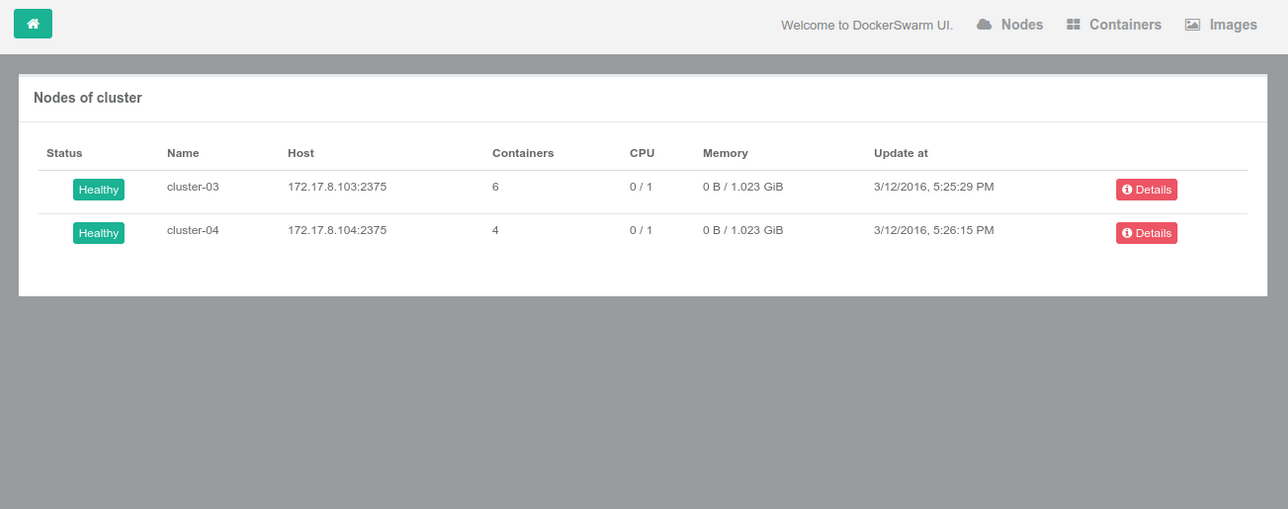 Welcome to DockerSwarm UI. Nodes Containers Images
Nodes of cluster
Status Name Host Containers CPU Memory Update at
Healthy cluster-03 172.17.8.103:2375 6 0 / 1 0 B / 1.023 GiB 3/12/2016, 5:25:29 PM Details
Healthy cluster-04 172.17.8.104:2375 4 0 / 1 0 B / 1.023 GiB 3/12/2016, 5:26:15 PM Details